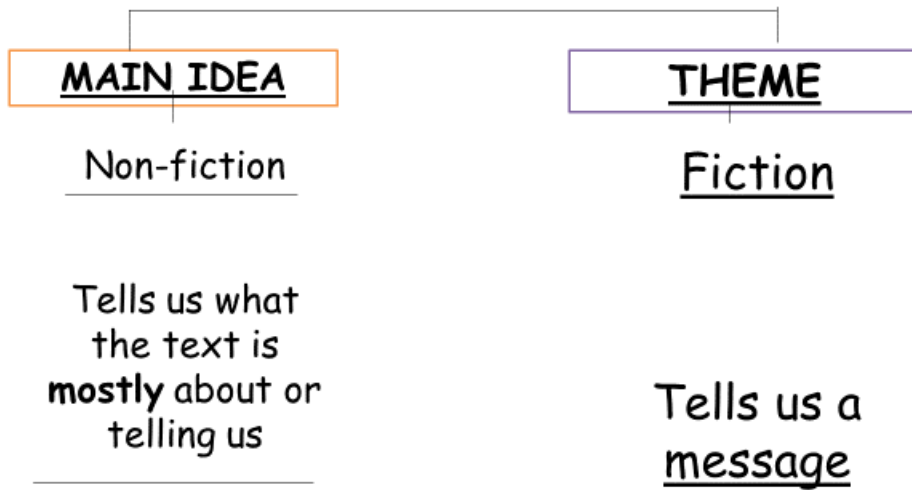 MAIN IDEA
Non-fiction
Tells us what
the text is
mostly about or
telling us
THEME
Fiction
Tells us a
message